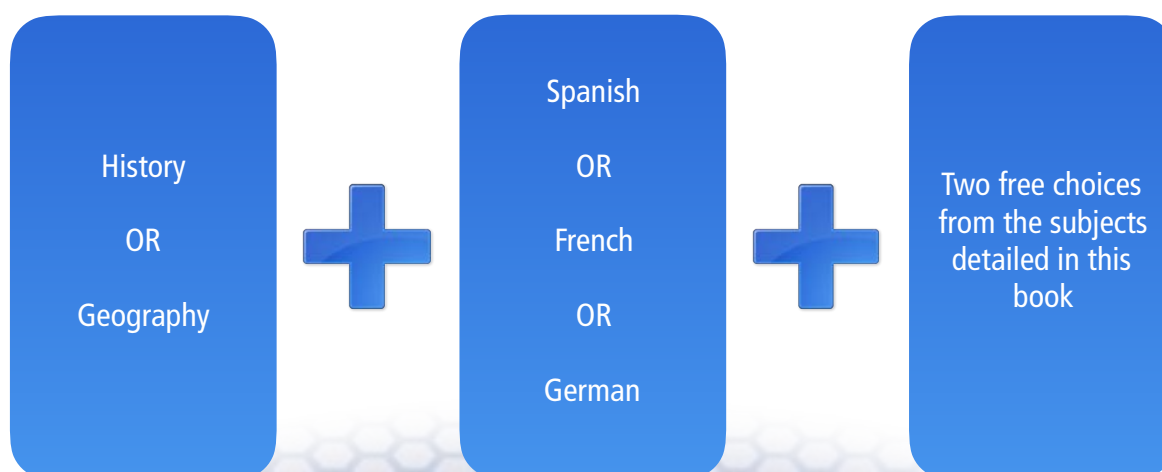 History
OR
Geography
Spanish
OR
French
OR
German
Two free choices
from the subjects
detailed in this
book